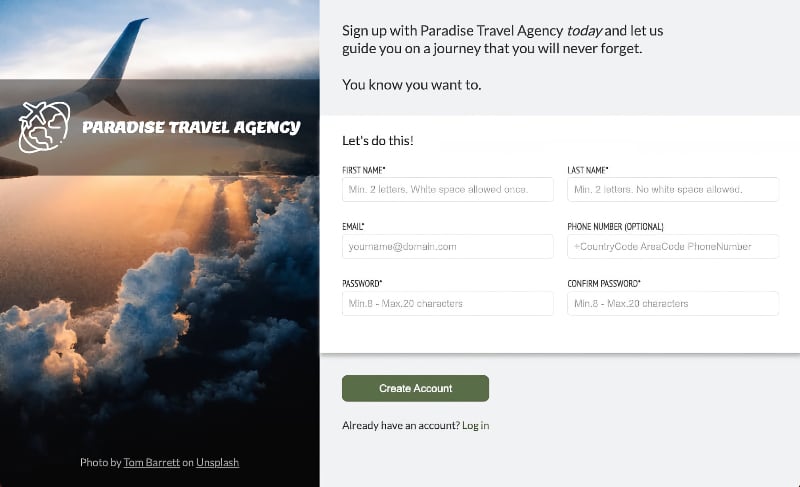 PARADISE TRAVEL AGENCY
Photo by Tom Barrett on Unsplash
Sign up with Paradise Travel Agency today and let us
guide you on a journey that you will never forget.
You know you want to.
Let's do this!
FIRST NAME*
Min. 2 letters. White space allowed once.
LAST NAME*
Min. 2 letters. No white space allowed.
EMAIL*
yourname@domain.com
PHONE NUMBER (OPTIONAL)
+CountryCode AreaCode PhoneNumber
PASSWORD*
Min.8 - Max.20 characters
CONFIRM PASSWORD*
Min.8 - Max.20 characters
Create Account
Already have an account? Log in